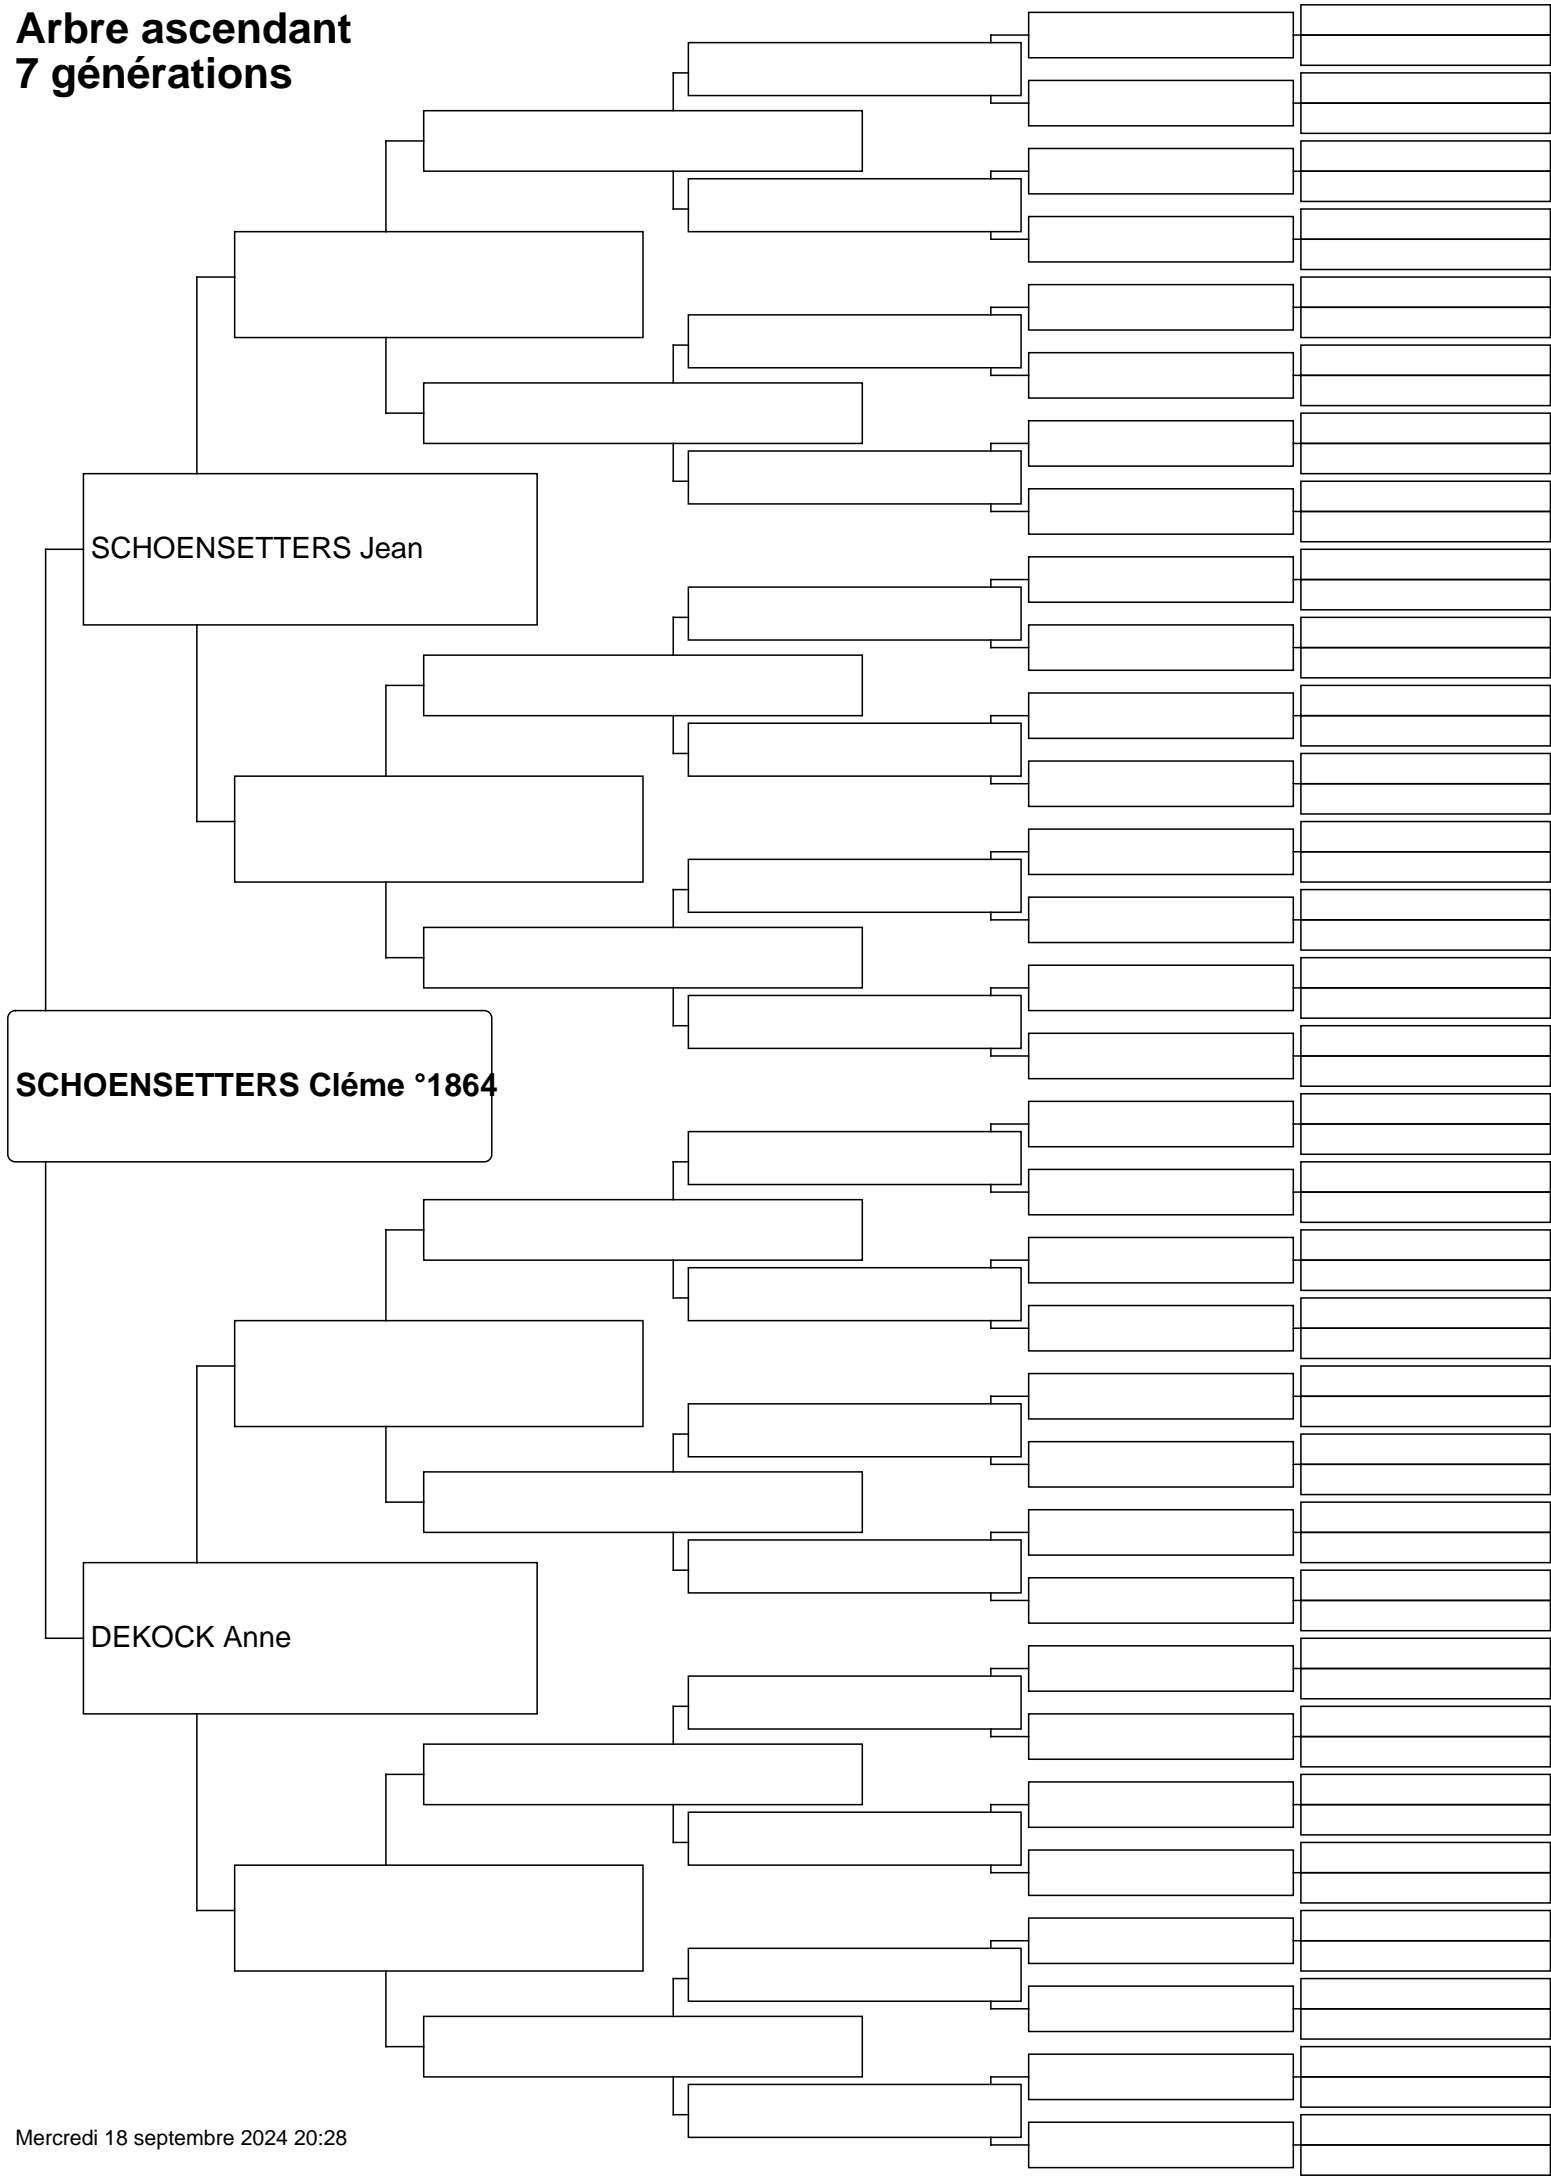 Arbre ascendant
7 générations
SCHOENSETTERS Jean
SCHOENSETTERS Cléme °1864
DEKOCK Anne
Mercredi 18 septembre 2024 20:28